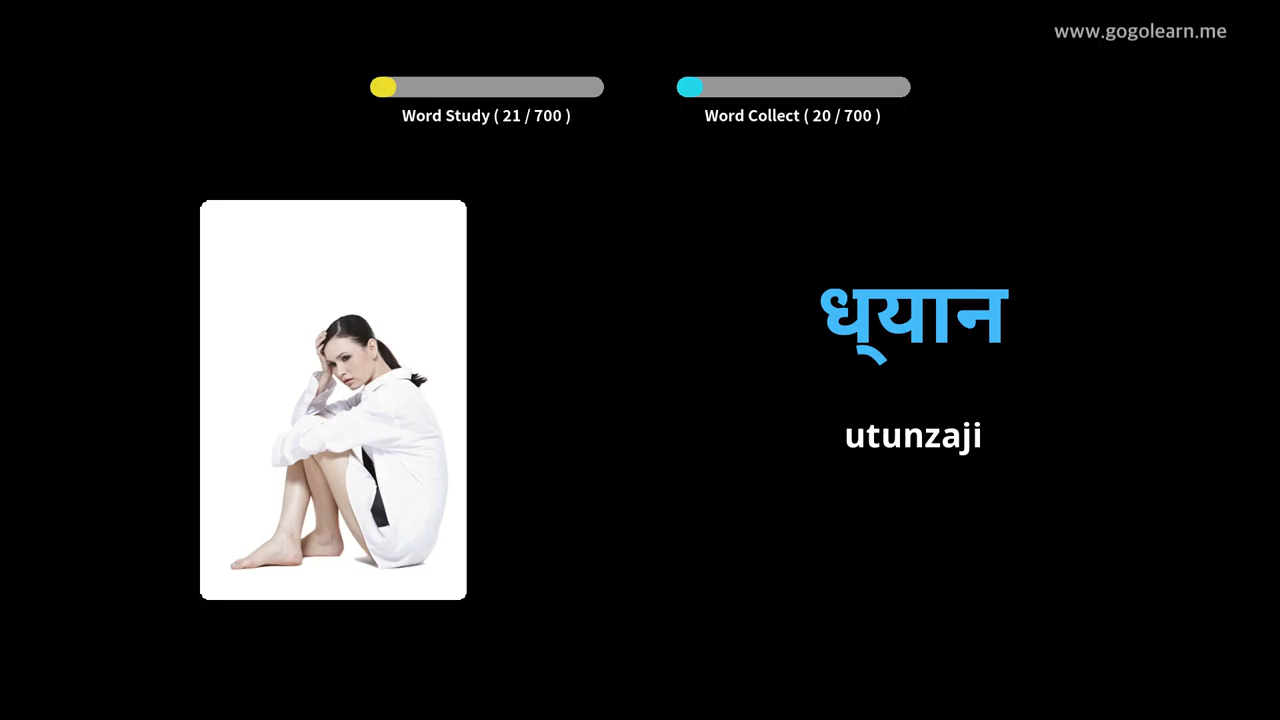 www.gogolearn.me
Word Study ( 21 / 700 )
Word Collect ( 20 / 700 )
ध्यान
utunzaji